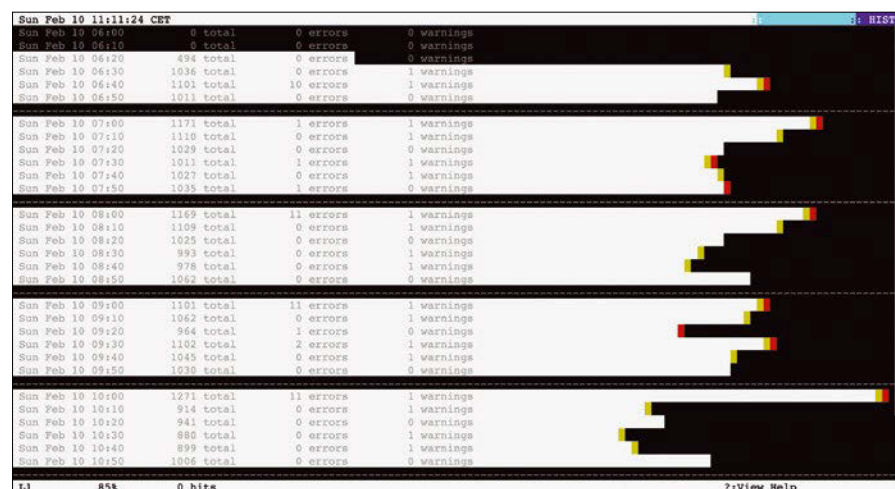 Sun Feb 10 11:11:24 CET :: HIST
Sun Feb 10 06:00 0 total 0 errors 0 warnings
Sun Feb 10 06:10 0 total 0 errors 0 warnings
Sun Feb 10 06:20 494 total 0 errors 0 warnings
Sun Feb 10 06:30 1036 total 0 errors 1 warnings
Sun Feb 10 06:40 1101 total 10 errors 1 warnings
Sun Feb 10 06:50 1011 total 0 errors 0 warnings
Sun Feb 10 07:00 1171 total 1 errors 1 warnings
Sun Feb 10 07:10 1110 total 0 errors 1 warnings
Sun Feb 10 07:20 1029 total 0 errors 0 warnings
Sun Feb 10 07:30 1011 total 1 errors 1 warnings
Sun Feb 10 07:40 1027 total 0 errors 1 warnings
Sun Feb 10 07:50 1035 total 1 errors 0 warnings
Sun Feb 10 08:00 1169 total 11 errors 1 warnings
Sun Feb 10 08:10 1109 total 0 errors 1 warnings
Sun Feb 10 08:20 1025 total 0 errors 0 warnings
Sun Feb 10 08:30 993 total 0 errors 1 warnings
Sun Feb 10 08:40 978 total 0 errors 1 warnings
Sun Feb 10 08:50 1062 total 0 errors 0 warnings
Sun Feb 10 09:00 1101 total 11 errors 1 warnings
Sun Feb 10 09:10 1062 total 0 errors 1 warnings
Sun Feb 10 09:20 964 total 1 errors 0 warnings
Sun Feb 10 09:30 1102 total 2 errors 1 warnings
Sun Feb 10 09:40 1045 total 0 errors 1 warnings
Sun Feb 10 09:50 1030 total 0 errors 0 warnings
Sun Feb 10 10:00 1271 total 11 errors 1 warnings
Sun Feb 10 10:10 914 total 0 errors 1 warnings
Sun Feb 10 10:20 941 total 0 errors 0 warnings
Sun Feb 10 10:30 880 total 0 errors 1 warnings
Sun Feb 10 10:40 899 total 0 errors 1 warnings
Sun Feb 10 10:50 1006 total 0 errors 0 warnings
L1 85% 0 hits ?:View Help